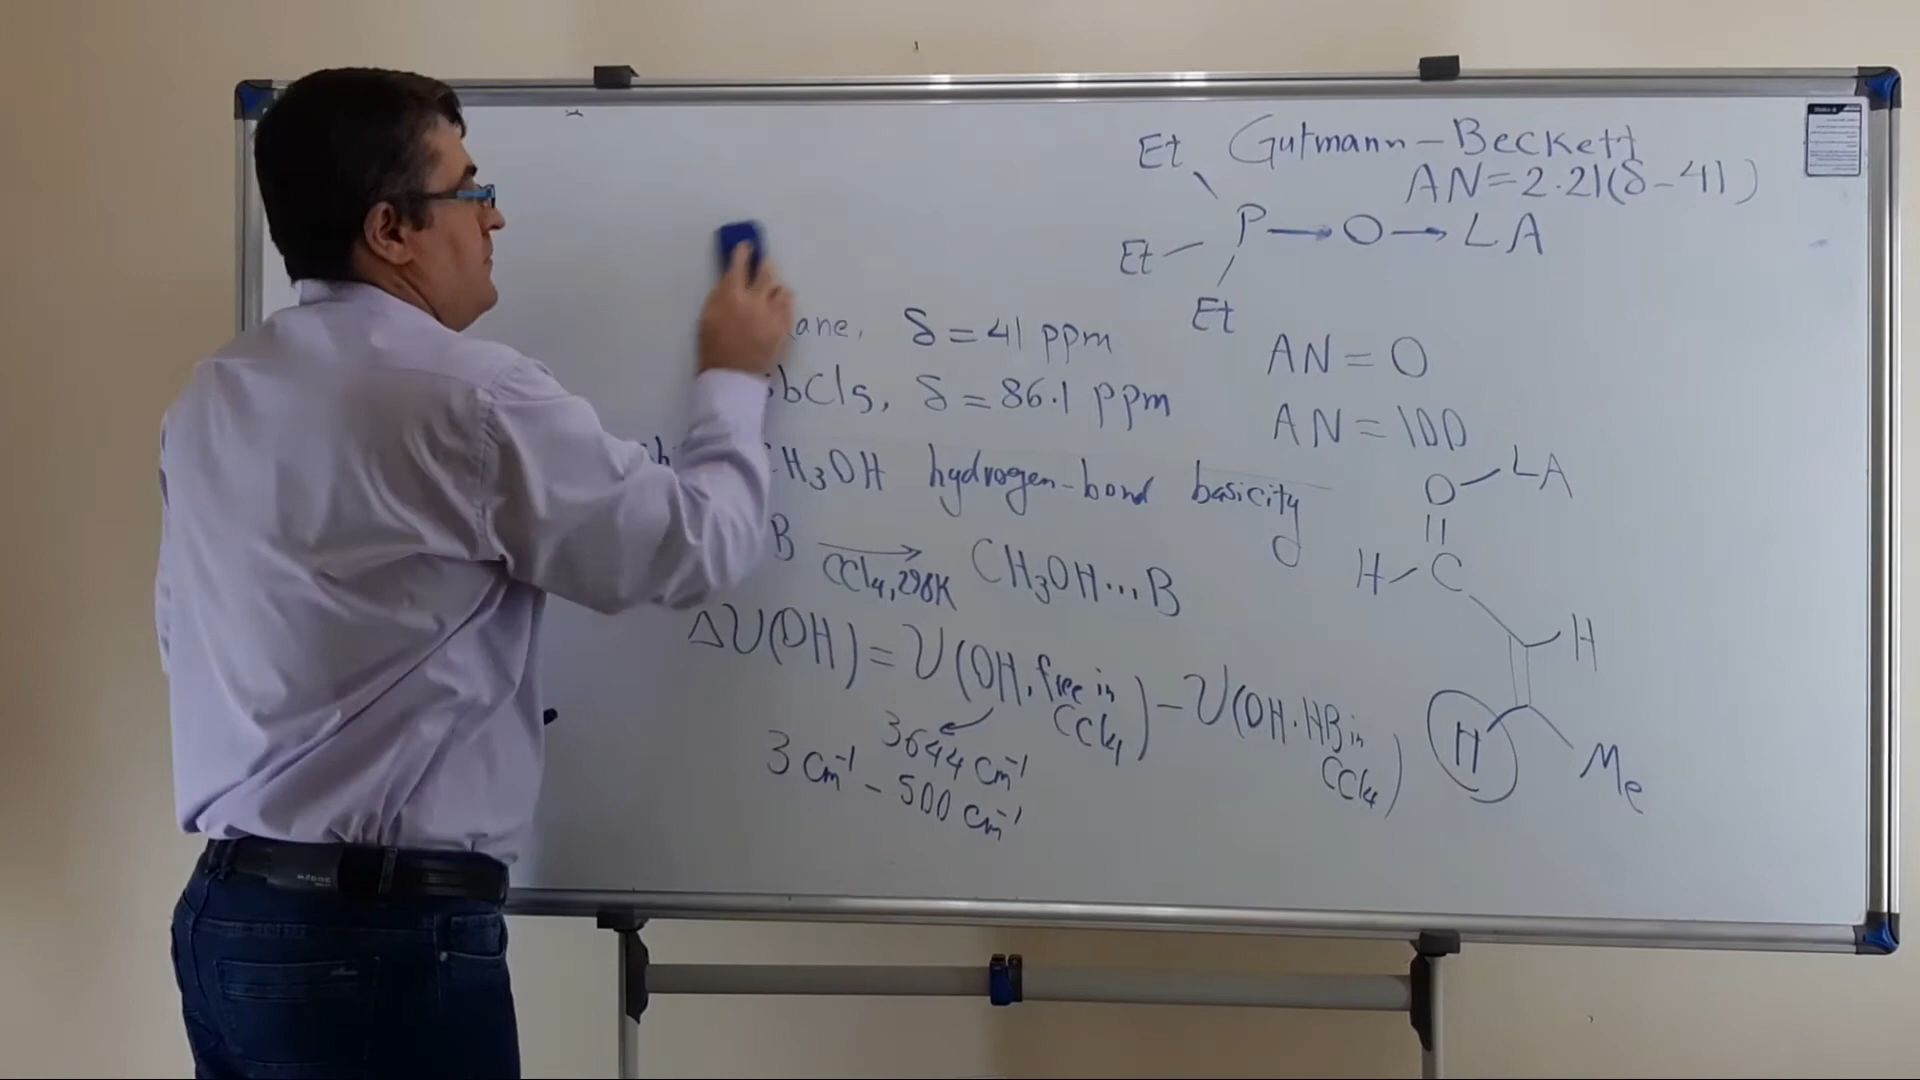 Et Gutmann-Beckett
AN=2.21(δ-41)
Et P→O→LA
Et
ane, δ=41 ppm AN=0
bCl5, δ=86.1 ppm AN=100
CH3OH hydrogen-bond basicity
O-LA
B CCl4, 298K CH3OH...B
H C
ΔU(OH)=U(OH, free in CCl4)-U(OH·HB in CCl4)
H
3644 cm-1
H Me
3 cm-1 - 500 cm-1